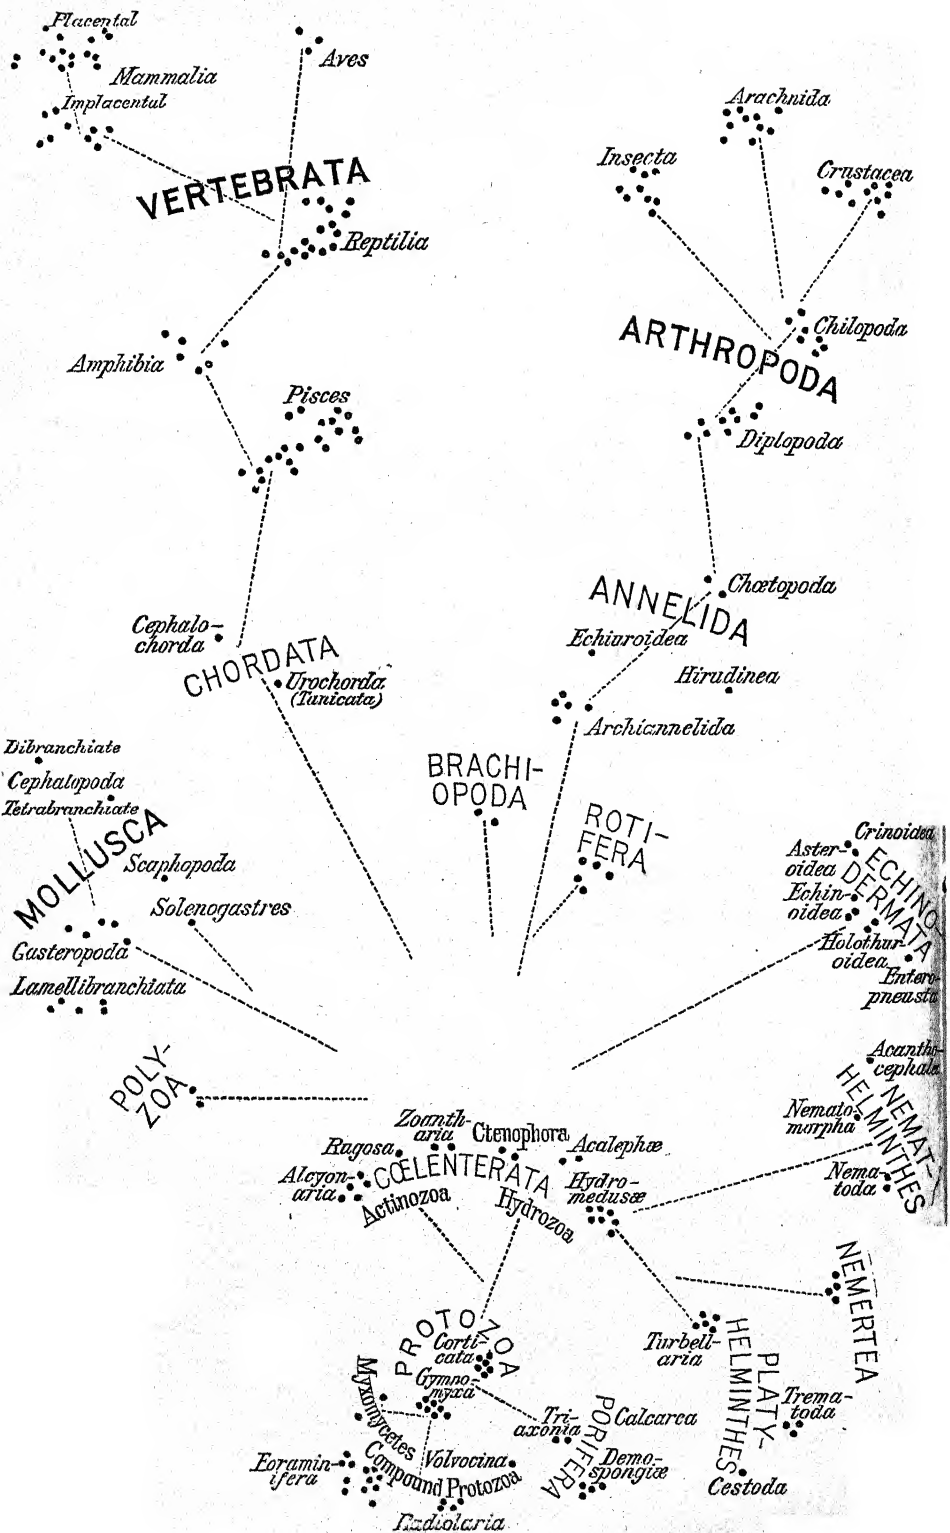 Placental
Mammalia
Implacental
Aves
VERTEBRATA
Reptilia
Amphibia
Pisces
Arachnida
Insecta
Crustacea
ARTHROPODA
Chilopoda
Diplopoda
ANNELIDA
Chœtopoda
Echiuroidea
Hirudinea
Archiannelida
Cephalo-
chorda
CHORDATA
Urochorda
(Tunicata)
Dibranchiate
Cephalopoda
Tetrabranchiate
MOLLUSCA
Scaphopoda
Solenogastres
Gasteropoda
Lamellibranchiata
BRACHI-
OPODA
ROTI-
FERA
Crinoidea
Aster-
oidea
ECHINO-
DERMATA
Echin-
oidea
Holothur-
oidea
Entero-
pneusta
POLY-
ZOA
Acantho-
cephala
NEMAT-
HELMINTHES
Nemato-
morpha
Nema-
toda
Zoanth-
aria
Ctenophora
Rugosa
Acalephæ
Alcyon-
aria
CŒLENTERATA
Hydro-
medusæ
Actinozoa
Hydrozoa
NEMERTEA
PROTOZOA
Corti-
cata
Gymno-
myxa
Turbell-
aria
PLATY-
HELMINTHES
Trema-
toda
Cestoda
Myxomycetes
Tri-
axonia
PORIFERA
Calcarea
Demo-
spongiæ
Foramin-
ifera
Volvocina
Compound Protozoa
Radiolaria